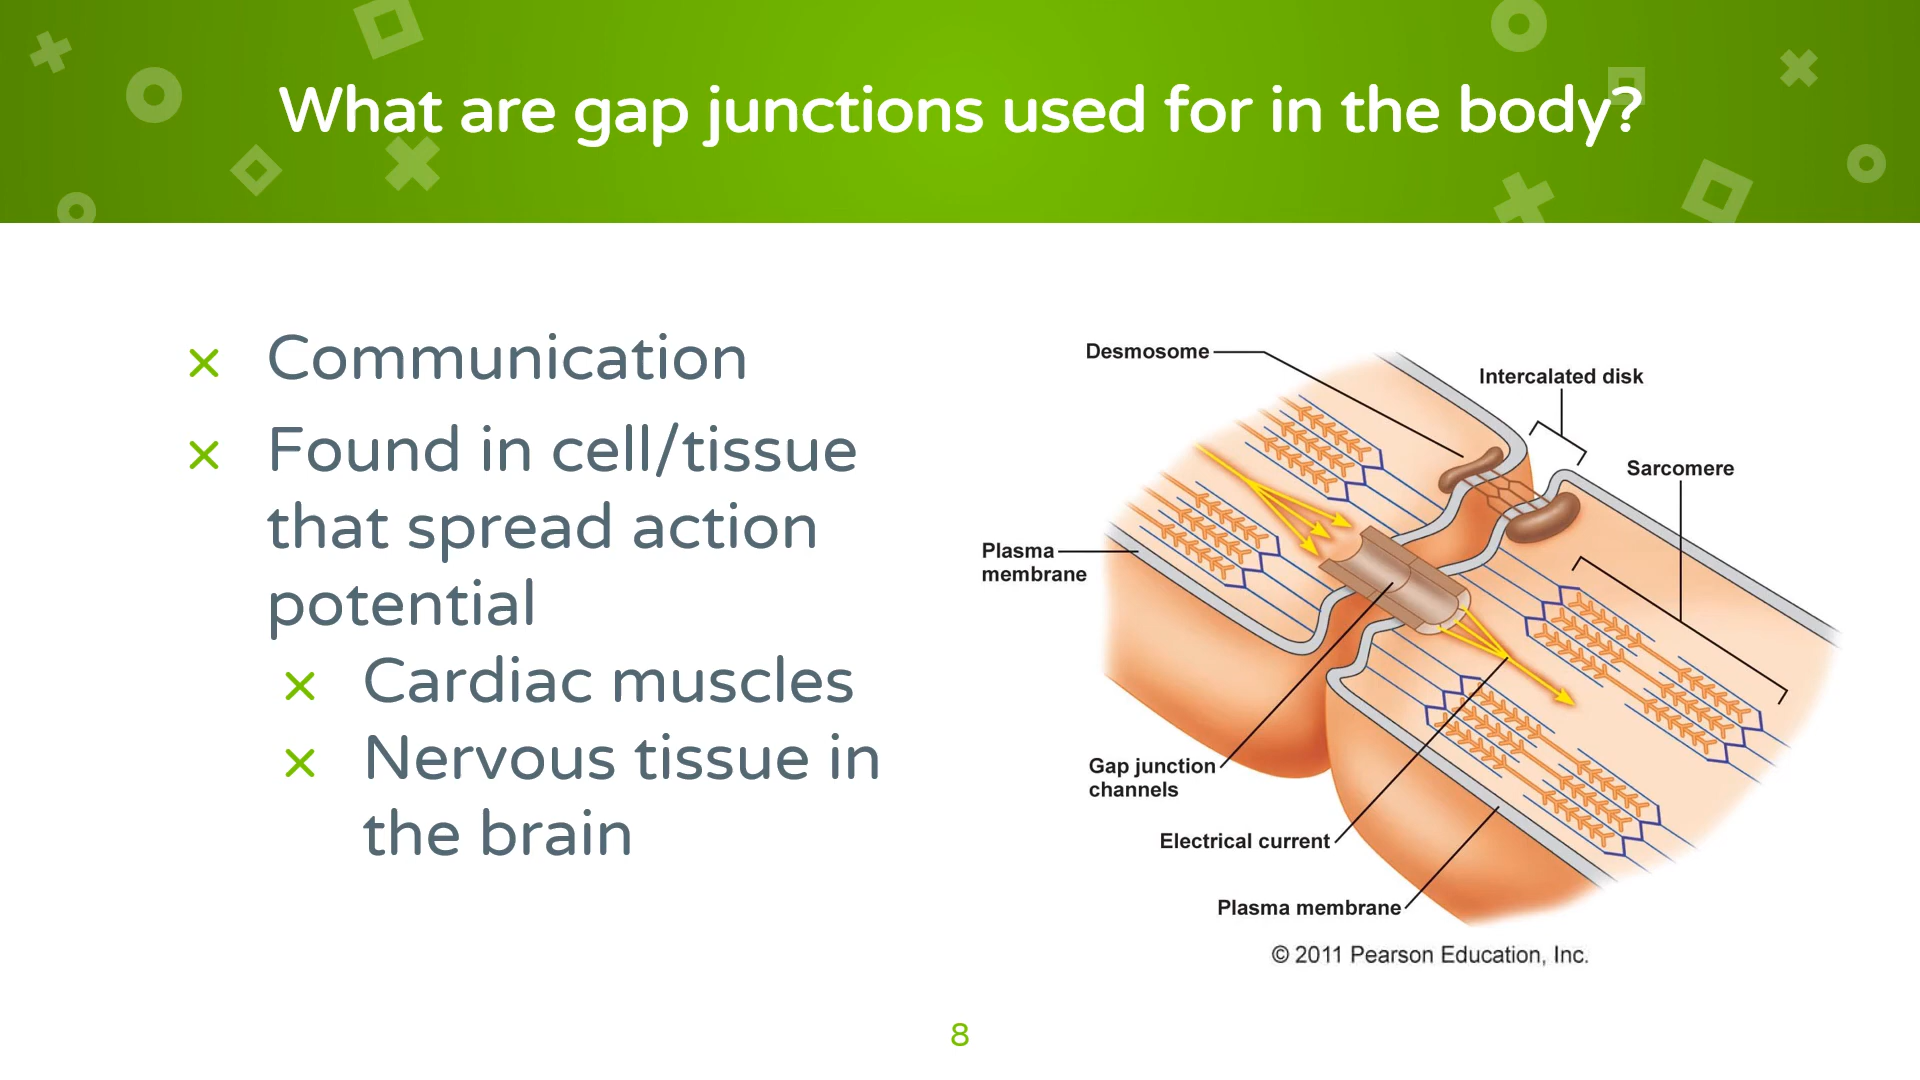 What are gap junctions used for in the body?
Communication
Found in cell/tissue
that spread action
potential
Cardiac muscles
Nervous tissue in
the brain
Desmosome
Intercalated disk
Sarcomere
Plasma
membrane
Gap junction
channels
Electrical current
Plasma membrane
© 2011 Pearson Education, Inc.
8